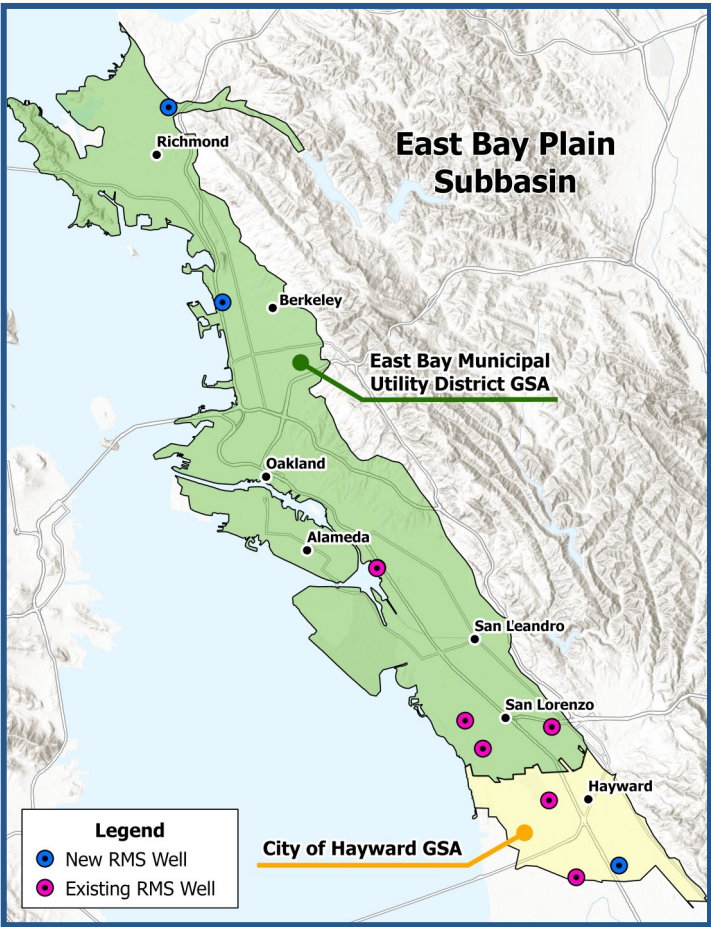 East Bay Plain
Subbasin
Richmond
Berkeley
East Bay Municipal
Utility District GSA
Oakland
Alameda
San Leandro
San Lorenzo
Hayward
City of Hayward GSA
Legend
New RMS Well
Existing RMS Well